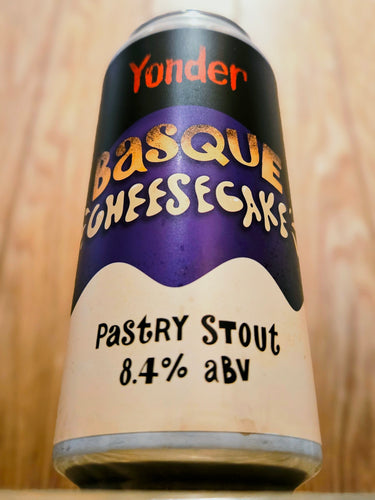 Yonder
BASQUE
CHEESECAKE
PASTRY STOUT
8.4% ABV